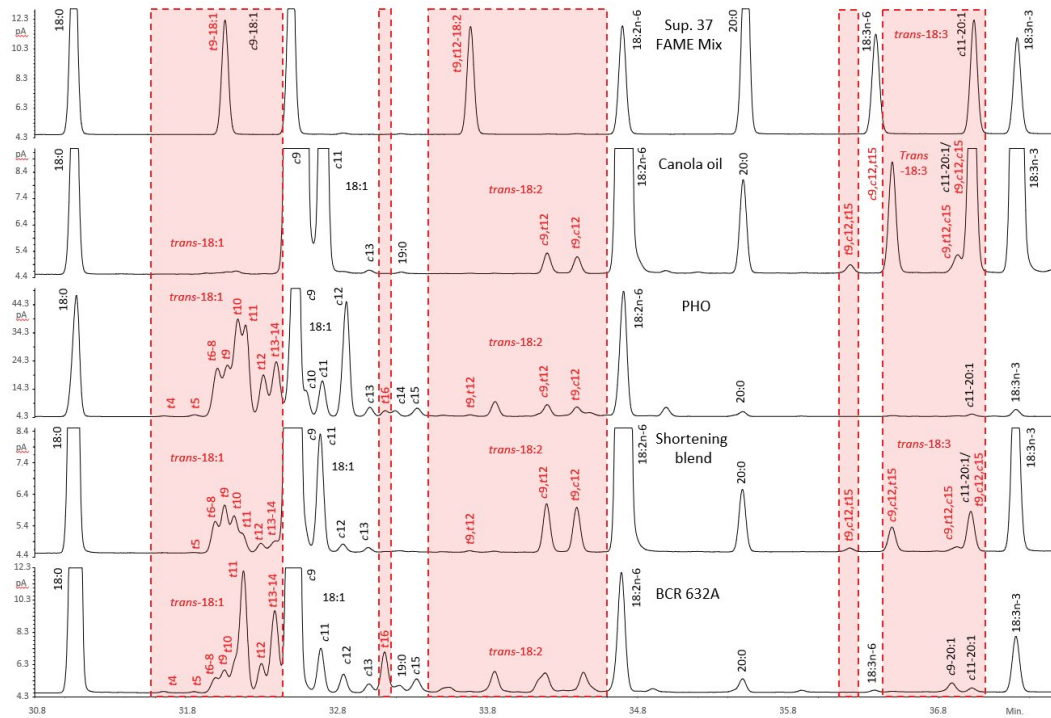 12.3
pA
10.3
8.3
6.3
4.3
18:0
t9-18:1
c9-18:1
t9,t12-18:2
18:2n-6
Sup. 37
FAME Mix
20:0
18:3n-6
trans-18:3
c11-20:1
18:3n-3
pA
8.4
6.4
5.4
4.4
18:0
trans-18:1
c9
c11
18:1
c13
19:0
trans-18:2
c9,t12
t9,c12
18:2n-6
Canola oil
20:0
t9,c12,t15
c9,c12,t15
Trans
-18:3
c9,t12,c15
c11-20:1/
t9,c12,c15
18:3n-3
44.3
pA
34.3
24.3
14.3
4.3
18:0
trans-18:1
t4
t5
t6-8
t9
t10
t11
t12
t13-14
c9
18:1
c10
c11
c12
c13
t16
c14
c15
trans-18:2
t9,t12
c9,t12
t9,c12
18:2n-6
PHO
20:0
c11-20:1
18:3n-3
8.4
pA
7.4
6.4
5.4
4.4
18:0
trans-18:1
t5
t6-8
t9
t10
t11
t12
t13-14
c9
c11
18:1
c12
c13
trans-18:2
t9,t12
c9,t12
t9,c12
18:2n-6
Shortening
blend
20:0
t9,c12,t15
c9,c12,t15
trans-18:3
c9,t12,c15
c11-20:1/
t9,c12,c15
18:3n-3
12.3
pA
10.3
8.3
6.3
4.3
18:0
trans-18:1
t4
t5
t6-8
t9
t10
t11
t12
t13-14
c9
18:1
c11
c12
c13
t16
19:0
c15
trans-18:2
18:2n-6
BCR 632A
20:0
18:3n-6
c9-20:1
c11-20:1
18:3n-3
30.8
31.8
32.8
33.8
34.8
35.8
36.8
Min.